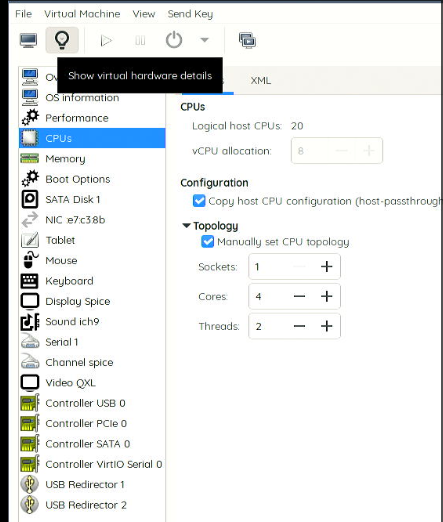 File Virtual Machine View Send Key
Show virtual hardware details
XML
OS information
Performance
CPUs
Memory
Boot Options
SATA Disk 1
NIC :e7:c3:8b
Tablet
Mouse
Keyboard
Display Spice
Sound ich9
Serial 1
Channel spice
Video QXL
Controller USB 0
Controller PCIe 0
Controller SATA 0
Controller VirtIO Serial 0
USB Redirector 1
USB Redirector 2
CPUs
Logical host CPUs: 20
vCPU allocation: 8
Configuration
Copy host CPU configuration (host-passthrough
Topology
Manually set CPU topology
Sockets: 1
Cores: 4
Threads: 2